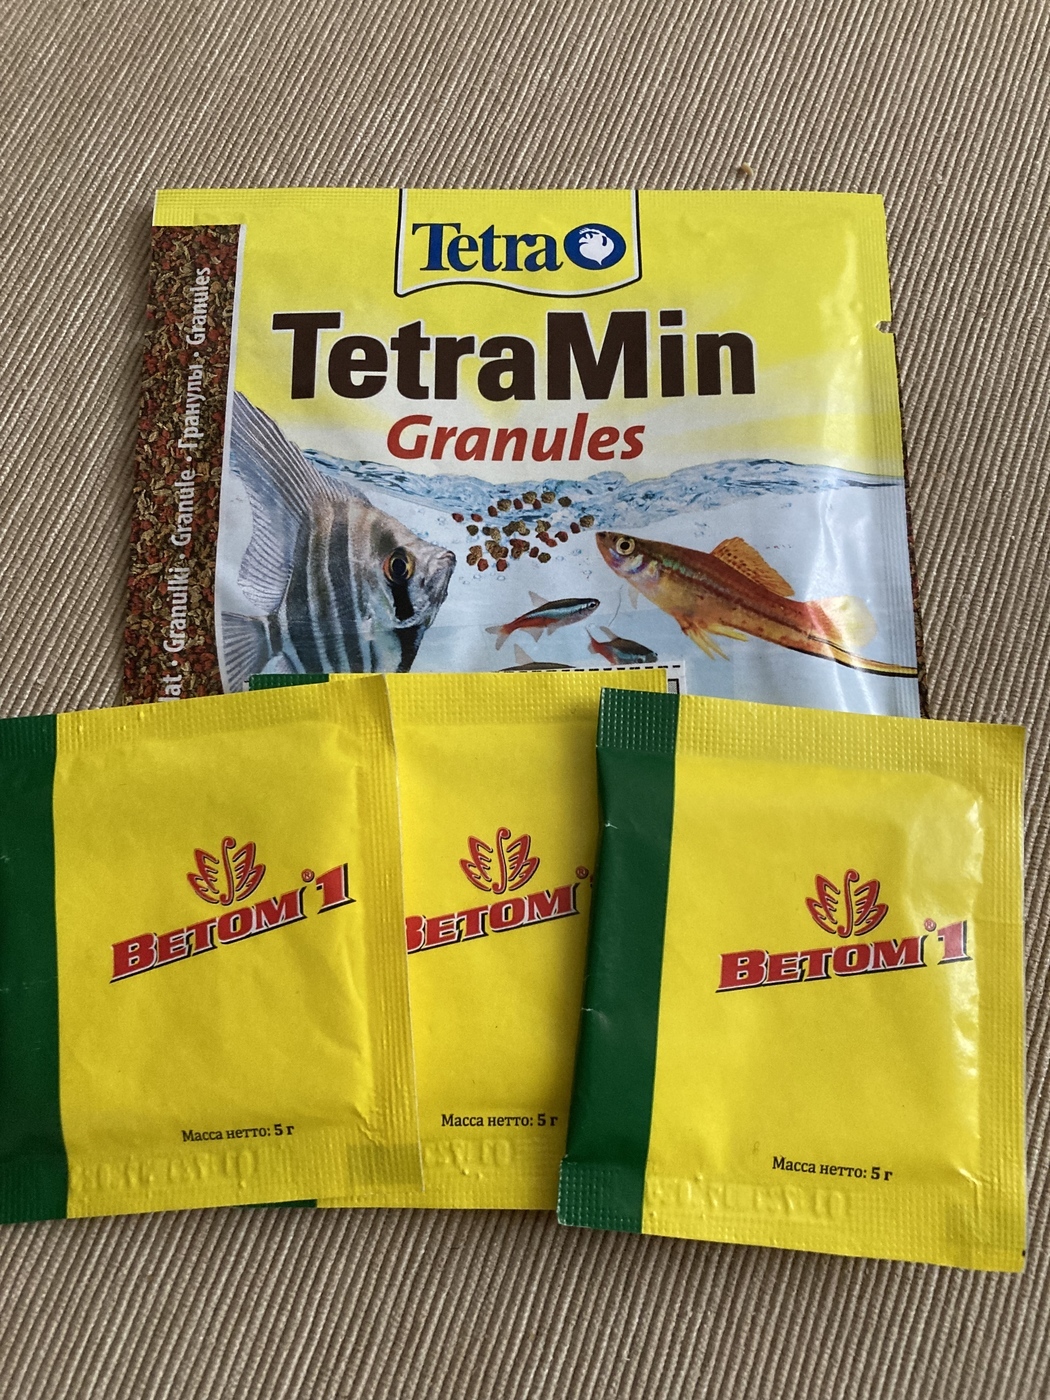 Tetra
TetraMin
Granules
at · Granulki · Granule · Гранулы · Granules
ВЕТОМ® 1
Масса нетто: 5 г
ВЕТОМ®
Масса нетто: 5 г
ВЕТОМ® 1
Масса нетто: 5 г